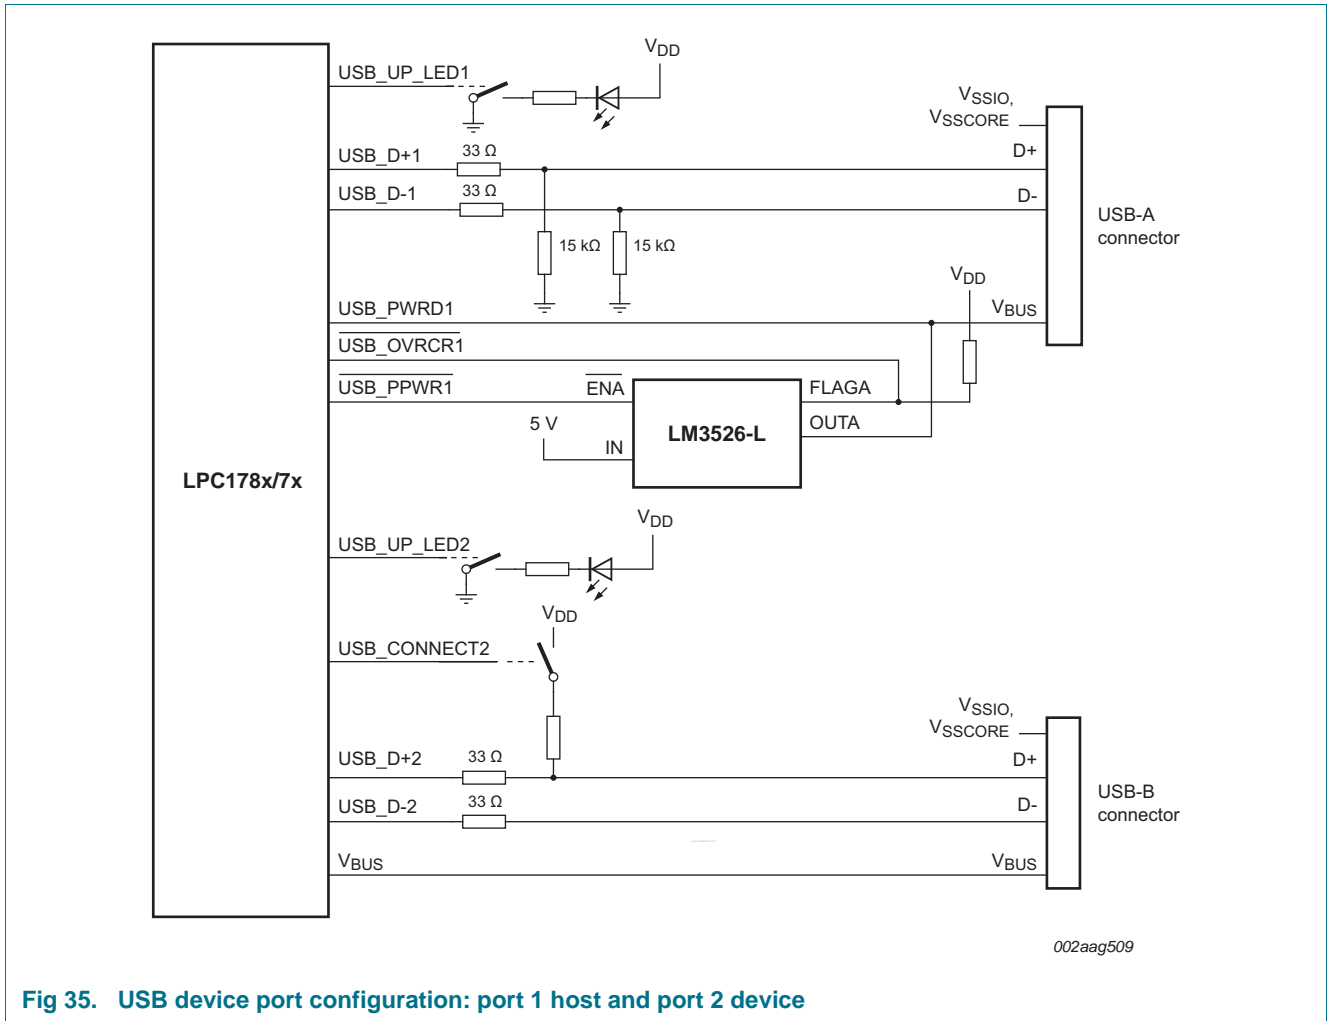 USB_UP_LED1
VDD
VSSIO,
VSSCORE
USB_D+1
33 Ω
D+
USB_D-1
33 Ω
D-
USB-A
connector
15 kΩ
15 kΩ
VDD
USB_PWRD1
VBUS
USB_OVRCR1
USB_PPWR1
ENA
FLAGA
5 V
OUTA
LM3526-L
IN
LPC178x/7x
VDD
USB_UP_LED2
VDD
USB_CONNECT2
VSSIO,
VSSCORE
USB_D+2
33 Ω
D+
USB-B
connector
USB_D-2
33 Ω
D-
VBUS
VBUS
002aag509
Fig 35. USB device port configuration: port 1 host and port 2 device